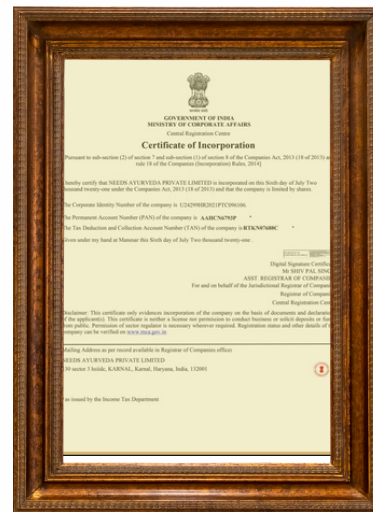 GOVERNMENT OF INDIA
MINISTRY OF CORPORATE AFFAIRS
Central Registration Centre
Certificate of Incorporation
[Pursuant to sub-section (2) of section 7 and sub-section (1) of section 8 of the Companies Act, 2013 (18 of 2013) a
rule 18 of the Companies (Incorporation) Rules, 2014]
hereby certify that NEEDS AYURVEDA PRIVATE LIMITED is incorporated on this Sixth day of July Two
thousand twenty-one under the Companies Act, 2013 (18 of 2013) and that the company is limited by shares.
The Corporate Identity Number of the company is
The Permanent Account Number (PAN) of the company is AAHCN6793P *
The Tax Deduction and Collection Account Number (TAN) of the company is RTKN07608C *
Given under my hand at Manesar this Sixth day of July Two thousand twenty-one .
Digital Signature Certific
Mr SHIV PAL SING
ASST. REGISTRAR OF COMPANI
For and on behalf of the Jurisdictional Registrar of Compan
Registrar of Compan
Central Registration Cen
Disclaimer: This certificate only evidences incorporation of the company on the basis of documents and declaratio
of the applicant(s). This certificate is neither a license nor permission to conduct business or solicit deposits or fun
from public. Permission of sector regulator is necessary wherever required. Registration status and other details of t
company can be verified on www.mca.gov.in
Mailing Address as per record available in Registrar of Companies office:
NEEDS AYURVEDA PRIVATE LIMITED
30 sector 3 hsiidc, KARNAL, Karnal, Haryana, India, 132001
* as issued by the Income Tax Department